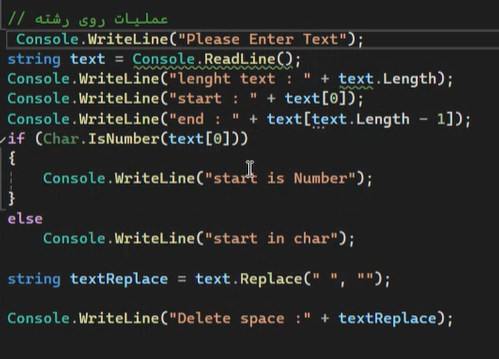 // عملیات روی رشته
Console.WriteLine("Please Enter Text");
string text = Console.ReadLine();
Console.WriteLine("lenght text : " + text.Length);
Console.WriteLine("start : " + text[0]);
Console.WriteLine("end : " + text[text.Length - 1]);
if (Char.IsNumber(text[0]))
{
Console.WriteLine("start is Number");
}
else
Console.WriteLine("start in char");
string textReplace = text.Replace(" ", "");
Console.WriteLine("Delete space :" + textReplace);